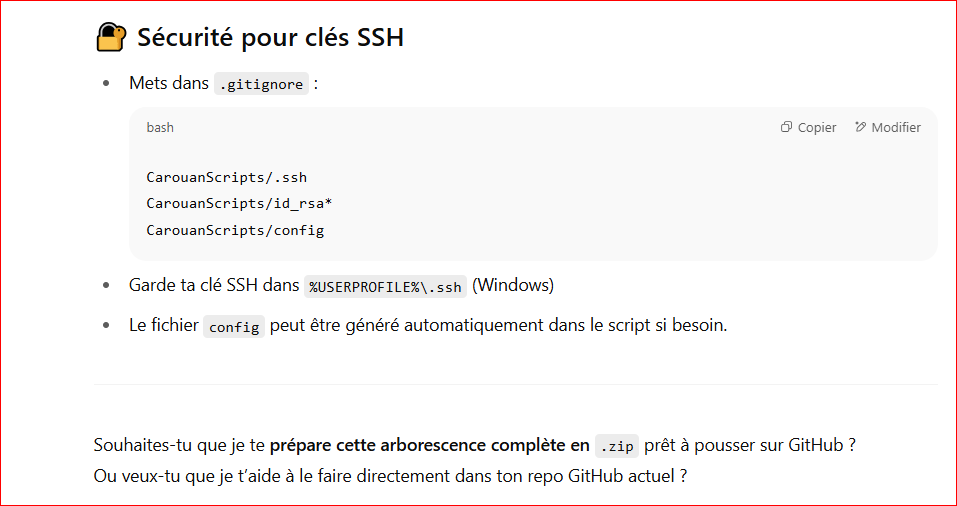 Sécurité pour clés SSH
Mets dans .gitignore :
bash
Copier
Modifier
CarouanScripts/.ssh
CarouanScripts/id_rsa*
CarouanScripts/config
Garde ta clé SSH dans %USERPROFILE%\.ssh (Windows)
Le fichier config peut être généré automatiquement dans le script si besoin.
Souhaites-tu que je te prépare cette arborescence complète en .zip prêt à pousser sur GitHub ?
Ou veux-tu que je t’aide à le faire directement dans ton repo GitHub actuel ?